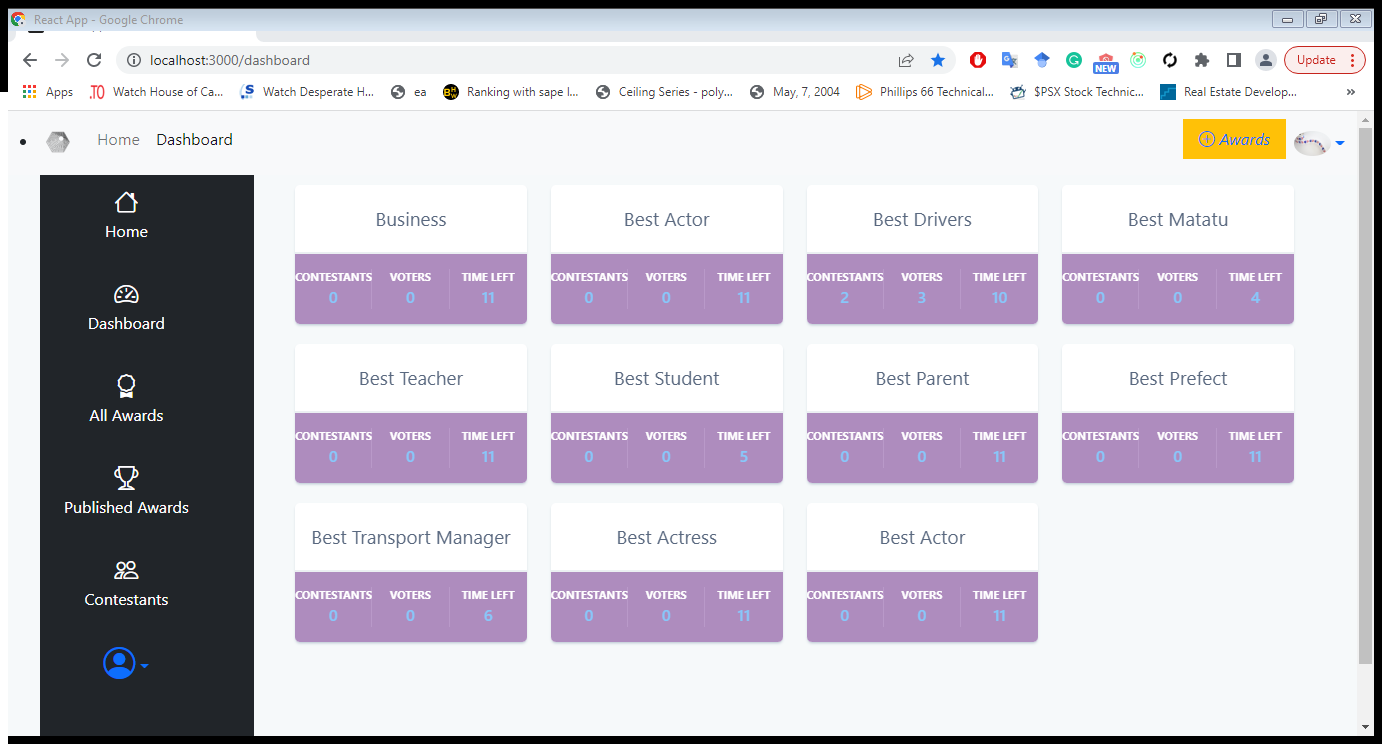 React App - Google Chrome
localhost:3000/dashboard
NEW
Update
Apps
.TO Watch House of Ca...
S Watch Desperate H...
ea
BHW Ranking with sape l...
Ceiling Series - poly...
May, 7, 2004
Phillips 66 Technical...
$PSX Stock Technic...
Real Estate Develop...
»
Home Dashboard
Awards
Home
Dashboard
All Awards
Published Awards
Contestants
Business Best Actor Best Drivers Best Matatu
CONTESTANTS VOTERS TIME LEFT CONTESTANTS VOTERS TIME LEFT CONTESTANTS VOTERS TIME LEFT CONTESTANTS VOTERS TIME LEFT
0 0 11 0 0 11 2 3 10 0 0 4
Best Teacher Best Student Best Parent Best Prefect
CONTESTANTS VOTERS TIME LEFT CONTESTANTS VOTERS TIME LEFT CONTESTANTS VOTERS TIME LEFT CONTESTANTS VOTERS TIME LEFT
0 0 11 0 0 5 0 0 11 0 0 11
Best Transport Manager Best Actress Best Actor
CONTESTANTS VOTERS TIME LEFT CONTESTANTS VOTERS TIME LEFT CONTESTANTS VOTERS TIME LEFT
0 0 6 0 0 11 0 0 11